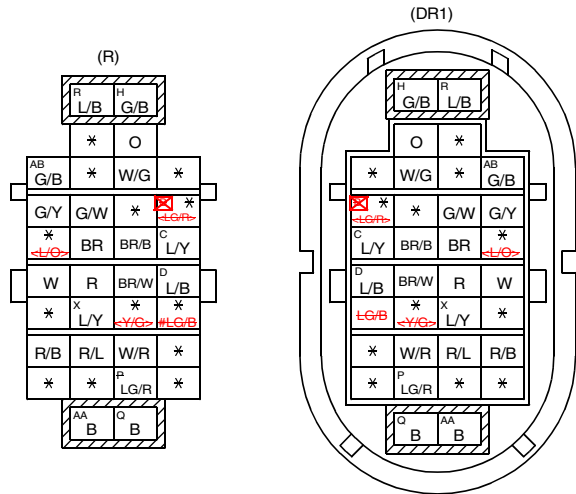 (R) (DR1)
R L/B H G/B H G/B R L/B
* O O *
AB G/B * W/G * * W/G * AB G/B
G/Y G/W * * <LG/R> * <LG/R> * G/W G/Y
* <L/O> BR BR/B C L/Y C L/Y BR/B BR * <L/O>
W R BR/W D L/B D L/B BR/W R W
* X L/Y * <Y/G> * #LG/B LG/B * <Y/G> X L/Y *
R/B R/L W/R * * W/R R/L R/B
* * P LG/R * * P LG/R * *
AA B Q B Q B AA B